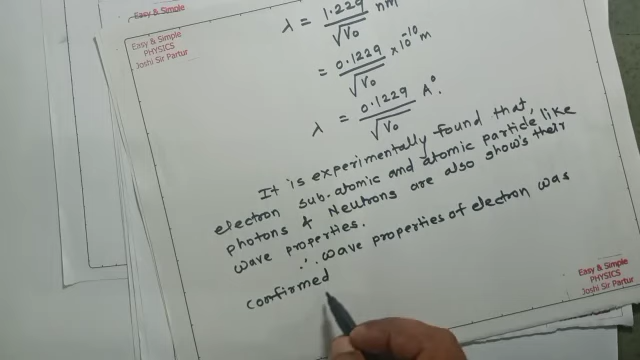 Easy & Simple
Easy & Simple
PHYSICS
Joshi Sir Partur
λ = 1.229/√V₀ nm
= 0.1229/√V₀ × 10⁻¹⁰ m
λ = 0.1229/√V₀ A°.
It is experimentally found that,
electron sub.atomic and atomic particle, like
photons & Neutrons are also show's their
wave properties.
∴ wave properties of electron was
confirmed
Easy & Simple
PHYSICS
Joshi Sir Partur